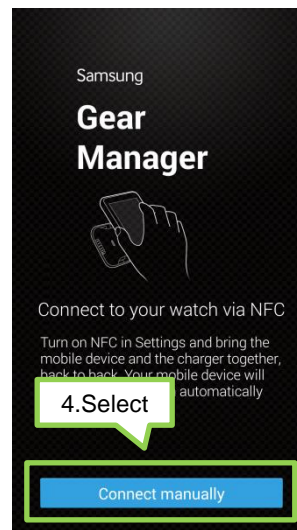 Samsung
Gear
Manager
Connect to your watch via NFC
Turn on NFC in Settings and bring the
mobile device and the charger together,
back to back. Your mobile device will
automatically
4.Select
Connect manually